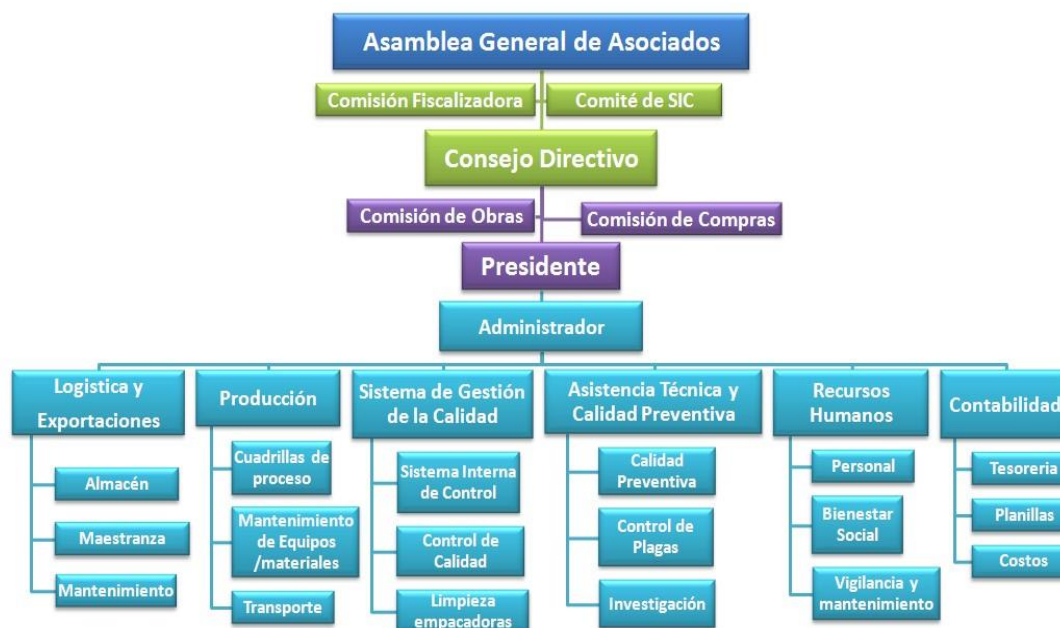 Asamblea General de Asociados
Comisión Fiscalizadora
Comité de SIC
Consejo Directivo
Comisión de Obras
Comisión de Compras
Presidente
Administrador
Logistica y
Exportaciones
Almacén
Maestranza
Mantenimiento
Producción
Cuadrillas de
proceso
Mantenimiento
de Equipos
/materiales
Transporte
Sistema de Gestión
de la Calidad
Sistema Interna
de Control
Control de
Calidad
Limpieza
empacadoras
Asistencia Técnica y
Calidad Preventiva
Calidad
Preventiva
Control de
Plagas
Investigación
Recursos
Humanos
Personal
Bienestar
Social
Vigilancia y
mantenimiento
Contabilidad
Tesoreria
Planillas
Costos